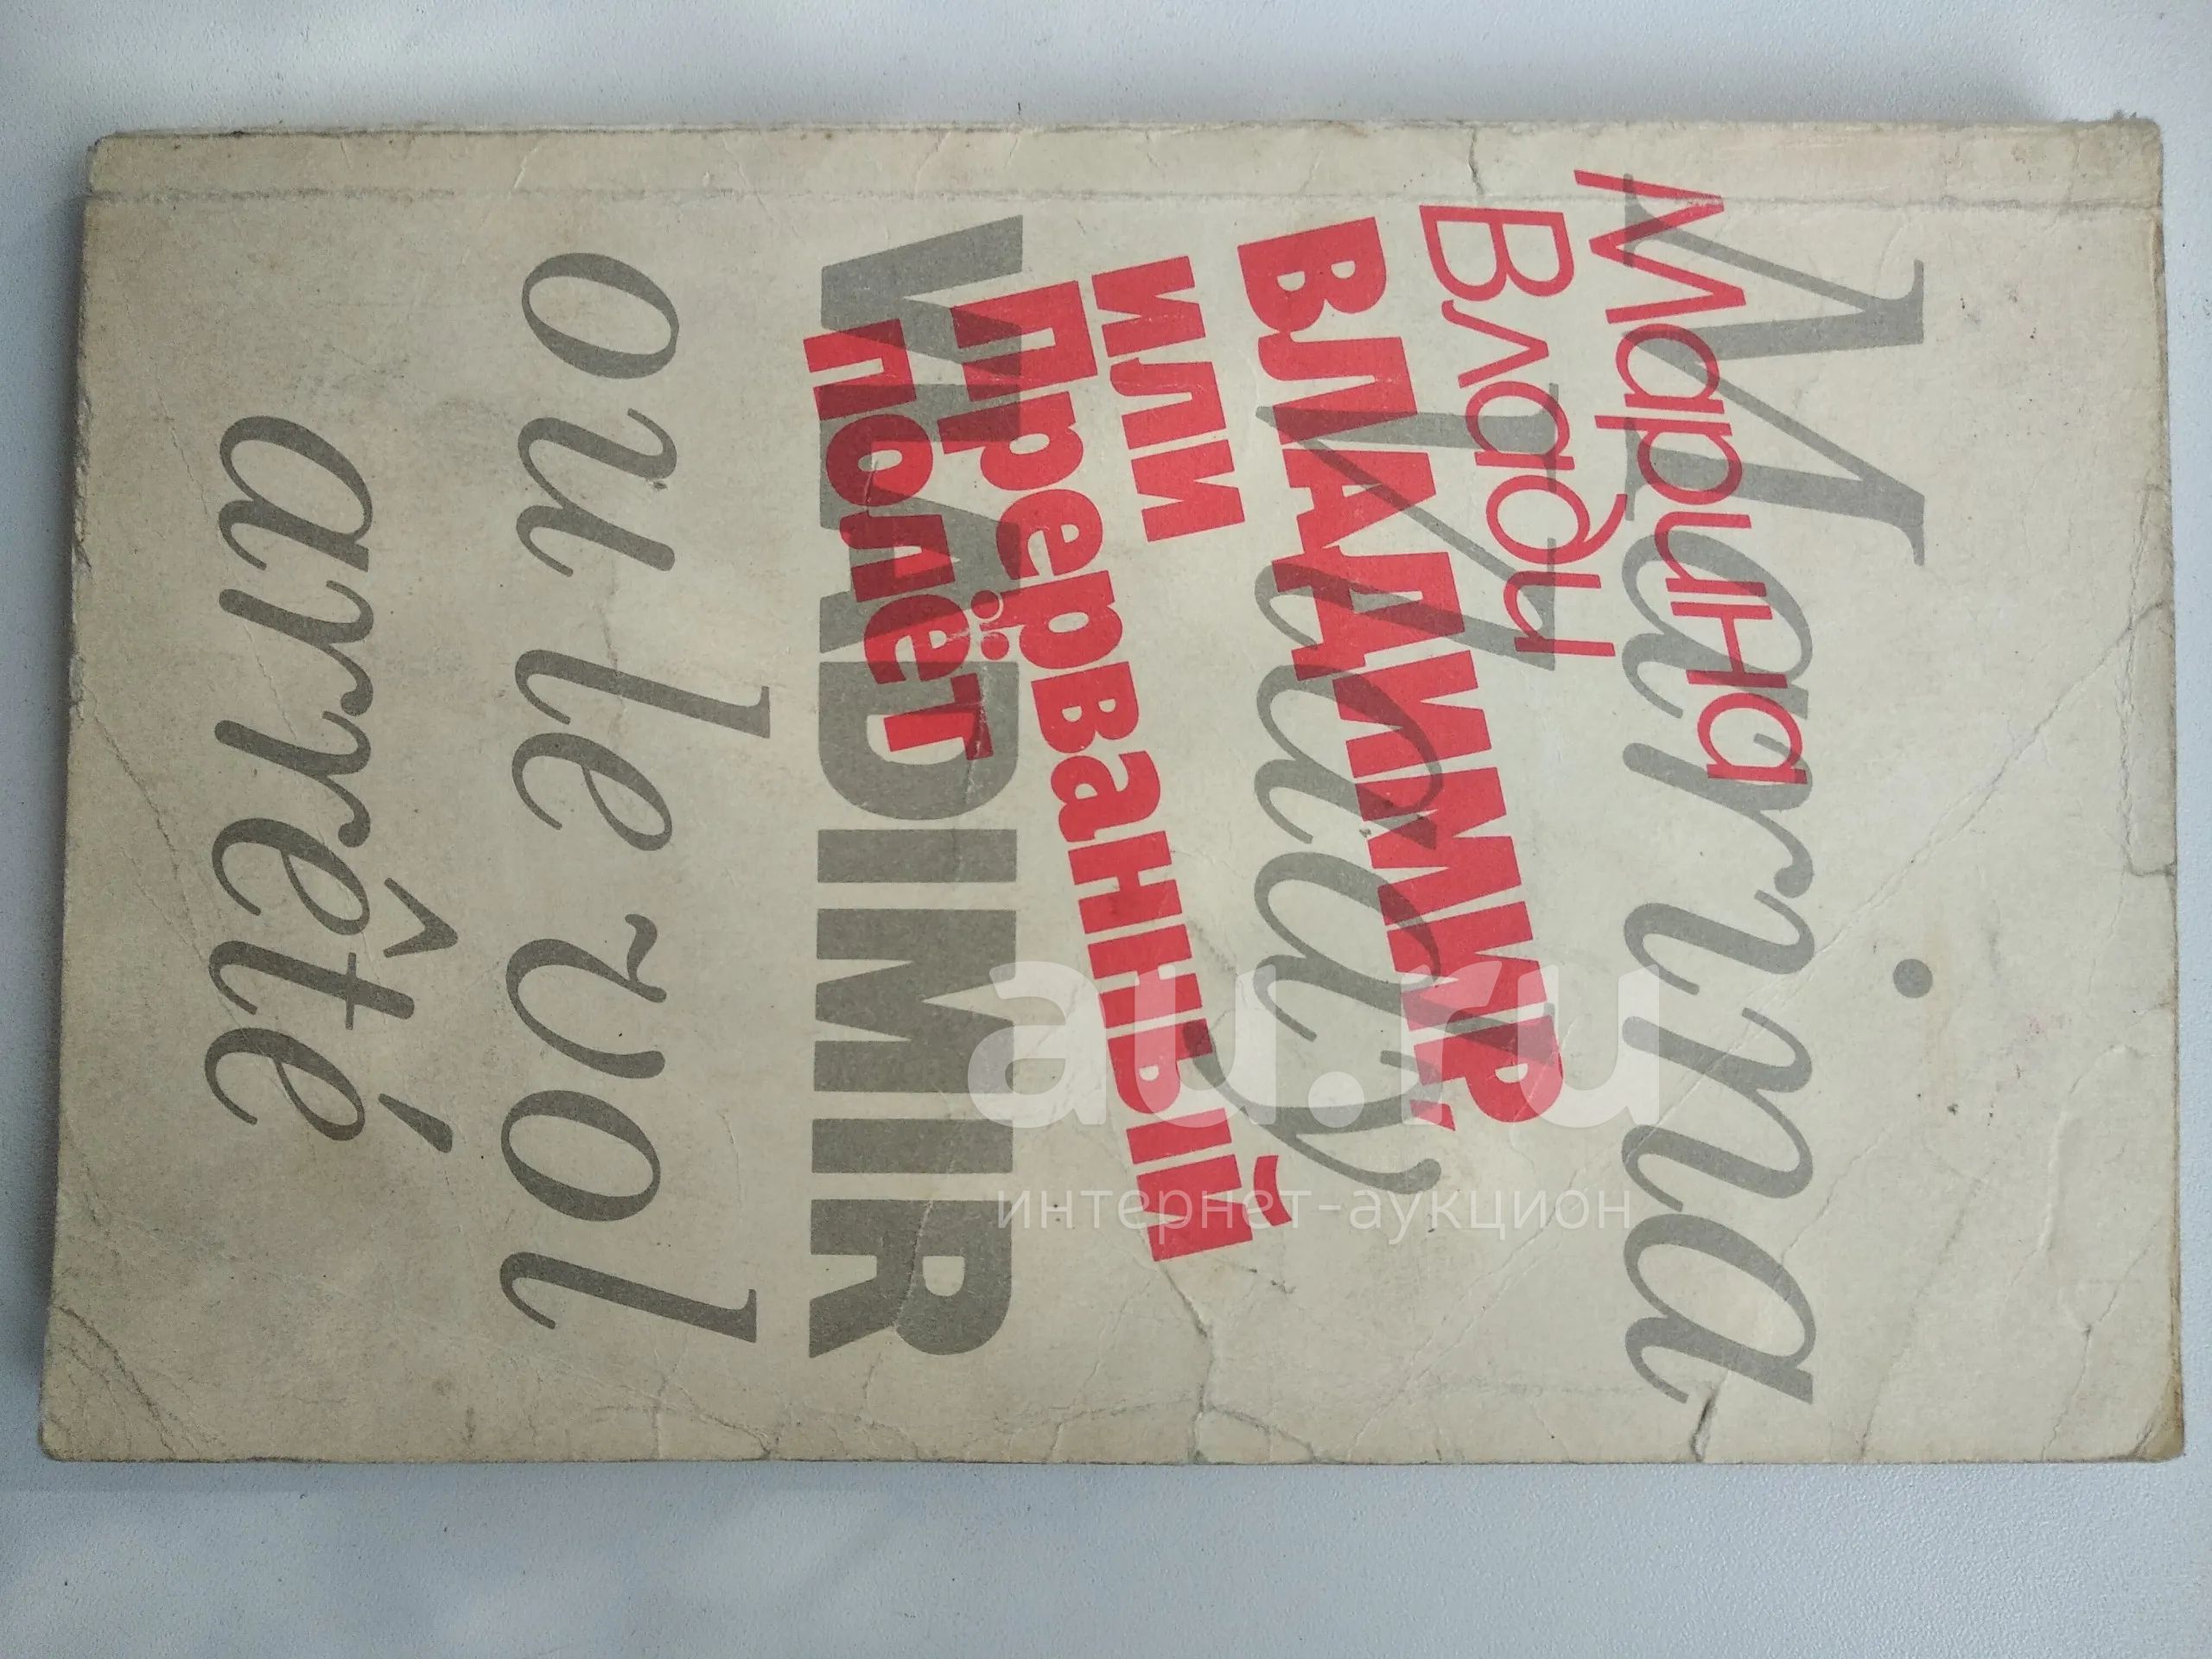 Марина
Влади
ВЛАДИМИР,
или
Прерванный
полёт
Marina
Vlady
VLADIMIR
ou le vol
arrêté
au.ru
интернет-аукцион